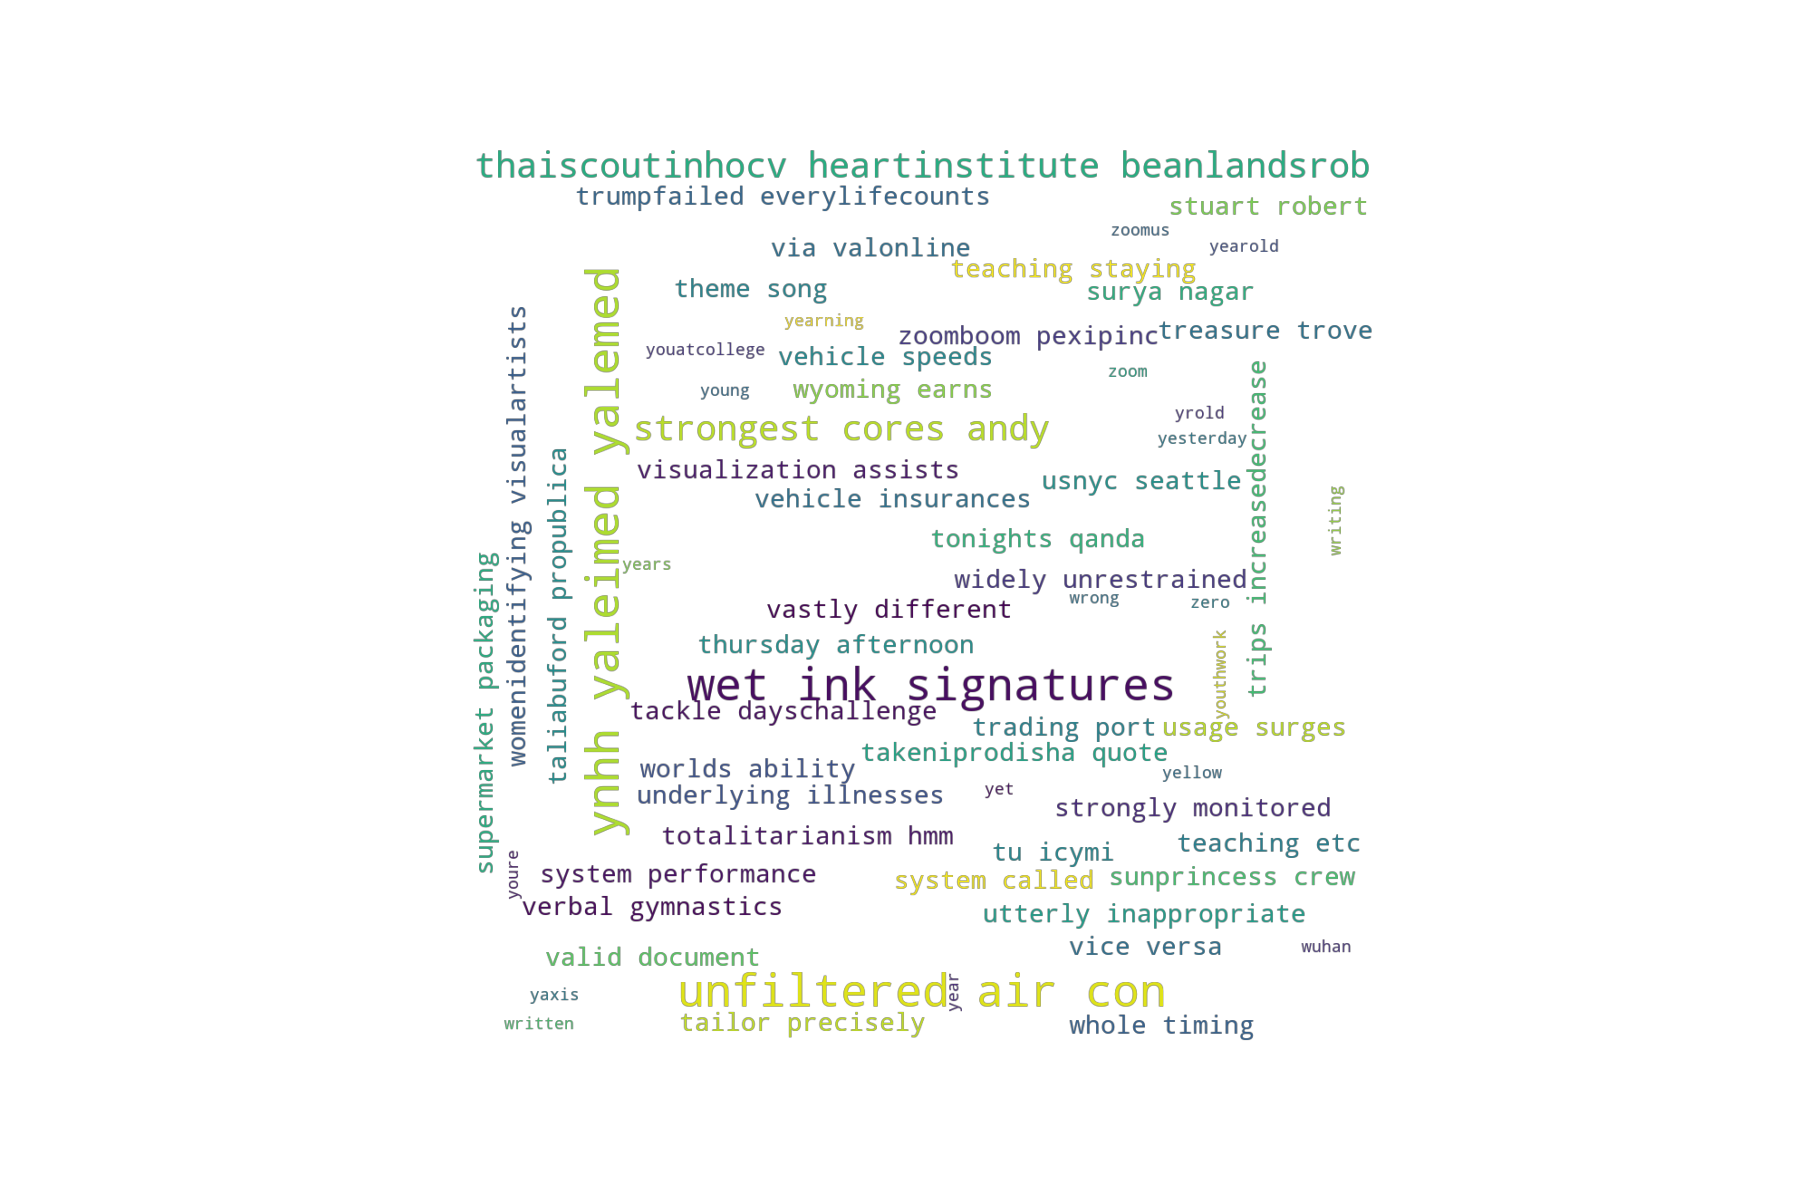 thaiscoutinhocv heartinstitute beanlandsrob
trumpfailed everylifecounts
stuart robert
zoomus
yearold
via valonline
teaching staying
theme song
surya nagar
yearning
zoomboom pexipinc
treasure trove
youatcollege
vehicle speeds
zoom
young
wyoming earns
yrold
strongest cores andy
yesterday
visualization assists
usnyc seattle
vehicle insurances
writing
tonights qanda
years
widely unrestrained
wrong
zero
vastly different
thursday afternoon
wet ink signatures
tackle dayschallenge
trading port
usage surges
takeniprodisha quote
worlds ability
yellow
underlying illnesses
yet
strongly monitored
totalitarianism hmm
tu icymi
teaching etc
system performance
system called
sunprincess crew
verbal gymnastics
utterly inappropriate
vice versa
wuhan
valid document
unfiltered air con
year
yaxis
written
tailor precisely
whole timing
supermarket packaging
womenidentifying visualartists
taliabuford propublica
ynhh yaleimed yalemed
trips increasedecrease
youthwork
youre